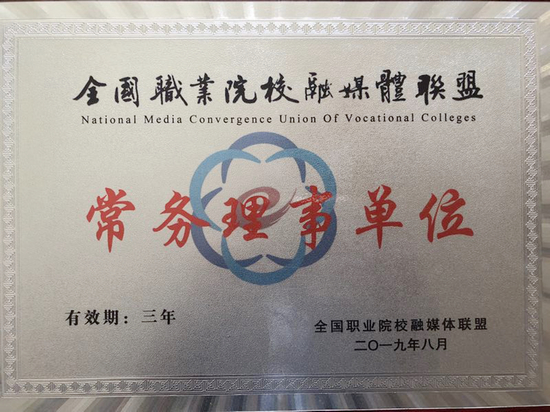 全國職業院校融媒體聯盟
National Media Convergence Union Of Vocational Colleges
常务理事单位
有效期：三年
全国职业院校融媒体联盟
二〇一九年八月